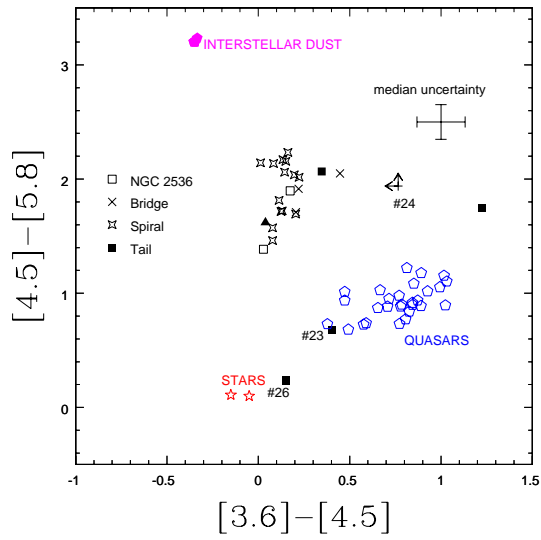 INTERSTELLAR DUST
median uncertainty
NGC 2536
Bridge
Spiral
Tail
#24
#23
QUASARS
STARS
#26
3
2
1
0
-1
-0.5
0
0.5
1
1.5
[4.5]−[5.8]
[3.6]−[4.5]